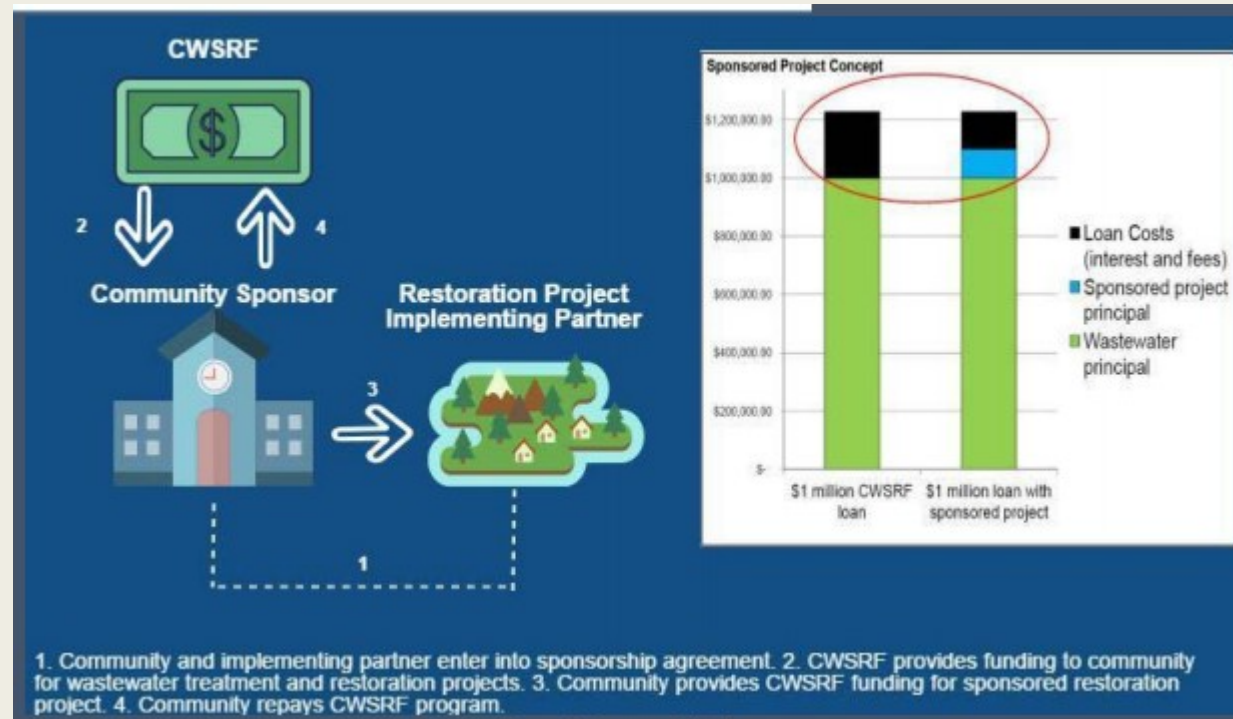 CWSRF
$
2
4
Community Sponsor
Restoration Project
Implementing Partner
3
1
Sponsored Project Concept
$1,200,000.00
$1,000,000.00
$800,000.00
$600,000.00
$400,000.00
$200,000.00
$-
$1 million CWSRF
loan
$1 million loan with
sponsored project
Loan Costs
(interest and fees)
Sponsored project
principal
Wastewater
principal
1. Community and implementing partner enter into sponsorship agreement. 2. CWSRF provides funding to community
for wastewater treatment and restoration projects. 3. Community provides CWSRF funding for sponsored restoration
project. 4. Community repays CWSRF program.